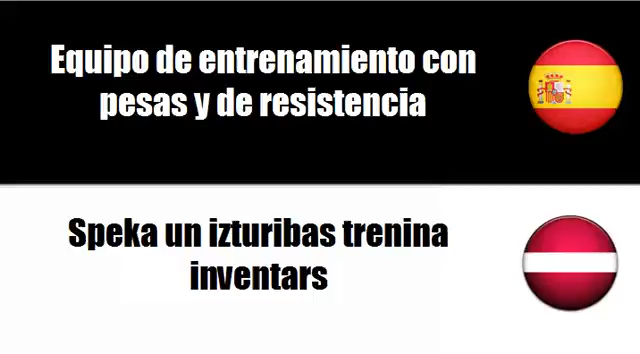 Equipo de entrenamiento con
pesas y de resistencia
Speka un izturibas trenina
inventars